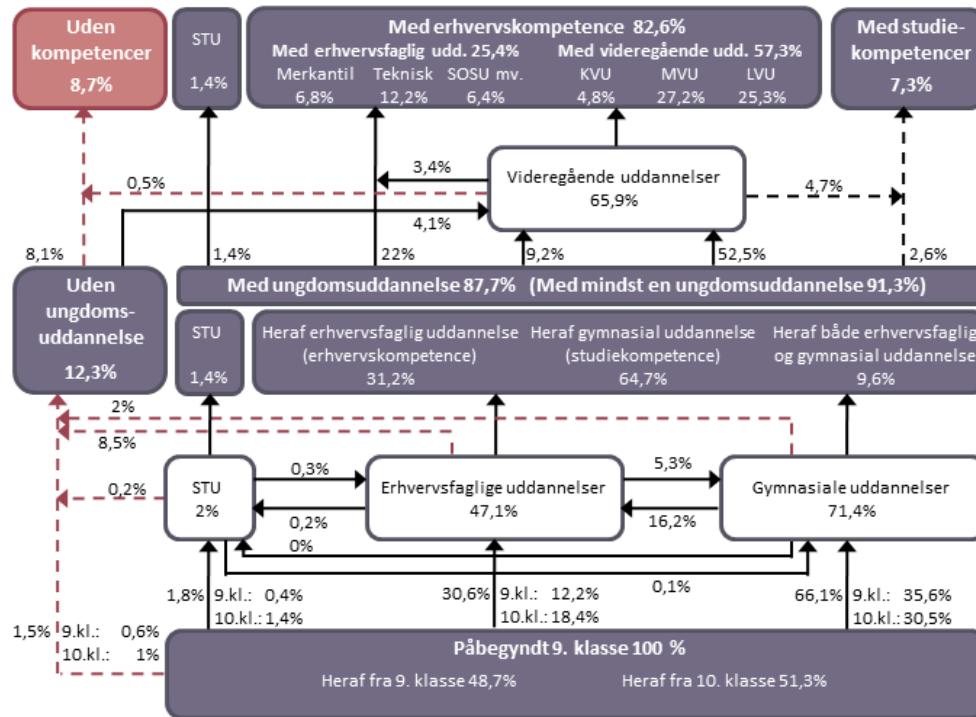 Uden
kompetencer
8,7%
STU
1,4%
Med erhvervskompetence 82,6%
Med erhvervsfaglig udd. 25,4%
Med videregående udd. 57,3%
Merkantil
Teknisk
SOSU mv.
KVU
MVU
LVU
6,8%
12,2%
6,4%
4,8%
27,2%
25,3%
Med studie-
kompetencer
7,3%
3,4%
0,5%
4,1%
Videregående uddannelser
65,9%
4,7%
8,1%
1,4%
22%
9,2%
52,5%
2,6%
Uden
ungdoms-
uddannelse
12,3%
Med ungdomsuddannelse 87,7% (Med mindst en ungdomsuddannelse 91,3%)
STU
1,4%
Heraf erhvervsfaglig uddannelse
(erhvervskompetence)
31,2%
Heraf gymnasial uddannelse
(studiekompetence)
64,7%
Heraf både erhvervsfaglig
og gymnasial uddannelse
9,6%
2%
8,5%
0,2%
STU
2%
0,3%
0,2%
0%
Erhvervsfaglige uddannelser
47,1%
5,3%
16,2%
Gymnasiale uddannelser
71,4%
0,1%
1,8%
9.kl.: 0,4%
10.kl.: 1,4%
30,6%
9.kl.: 12,2%
10.kl.: 18,4%
66,1%
9.kl.: 35,6%
10.kl.: 30,5%
1,5%
9.kl.: 0,6%
10.kl.: 1%
Påbegyndt 9. klasse 100 %
Heraf fra 9. klasse 48,7%
Heraf fra 10. klasse 51,3%